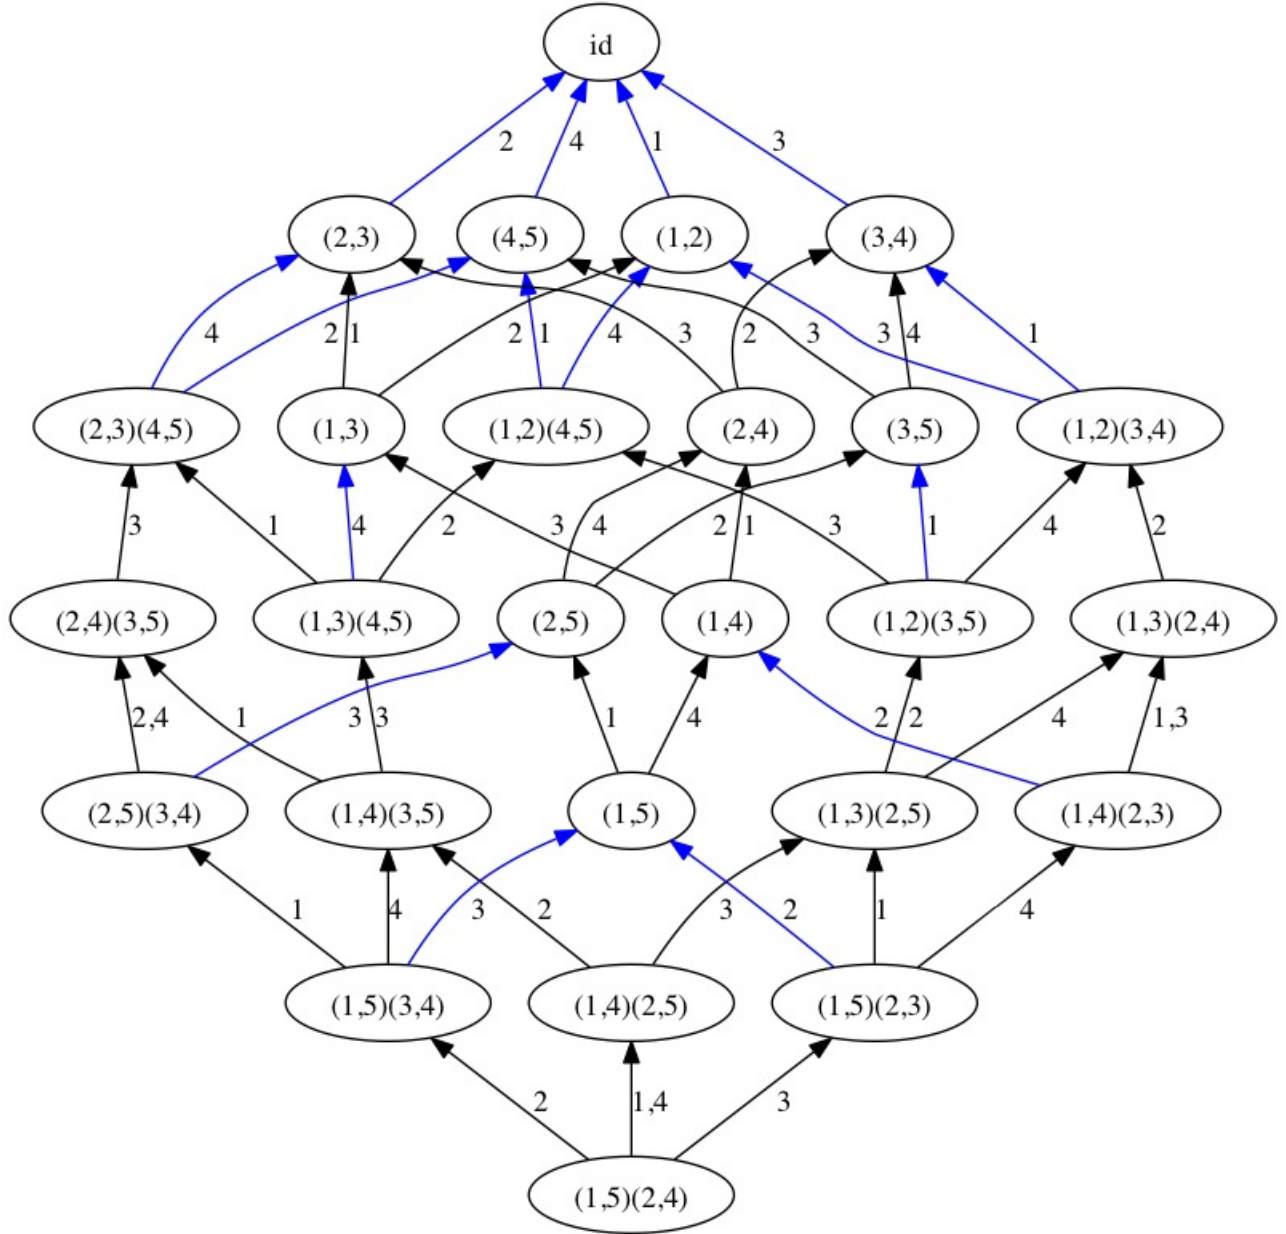 id
2 4 1 3
(2,3) (4,5) (1,2) (3,4)
4 2 1 2 1 4 3 2 3 3 4 1
(2,3)(4,5) (1,3) (1,2)(4,5) (2,4) (3,5) (1,2)(3,4)
3 1 4 2 3 4 2 1 3 1 4 2
(2,4)(3,5) (1,3)(4,5) (2,5) (1,4) (1,2)(3,5) (1,3)(2,4)
2,4 1 3 3 1 4 2 2 4 1,3
(2,5)(3,4) (1,4)(3,5) (1,5) (1,3)(2,5) (1,4)(2,3)
1 4 3 2 3 2 1 4
(1,5)(3,4) (1,4)(2,5) (1,5)(2,3)
2 1,4 3
(1,5)(2,4)